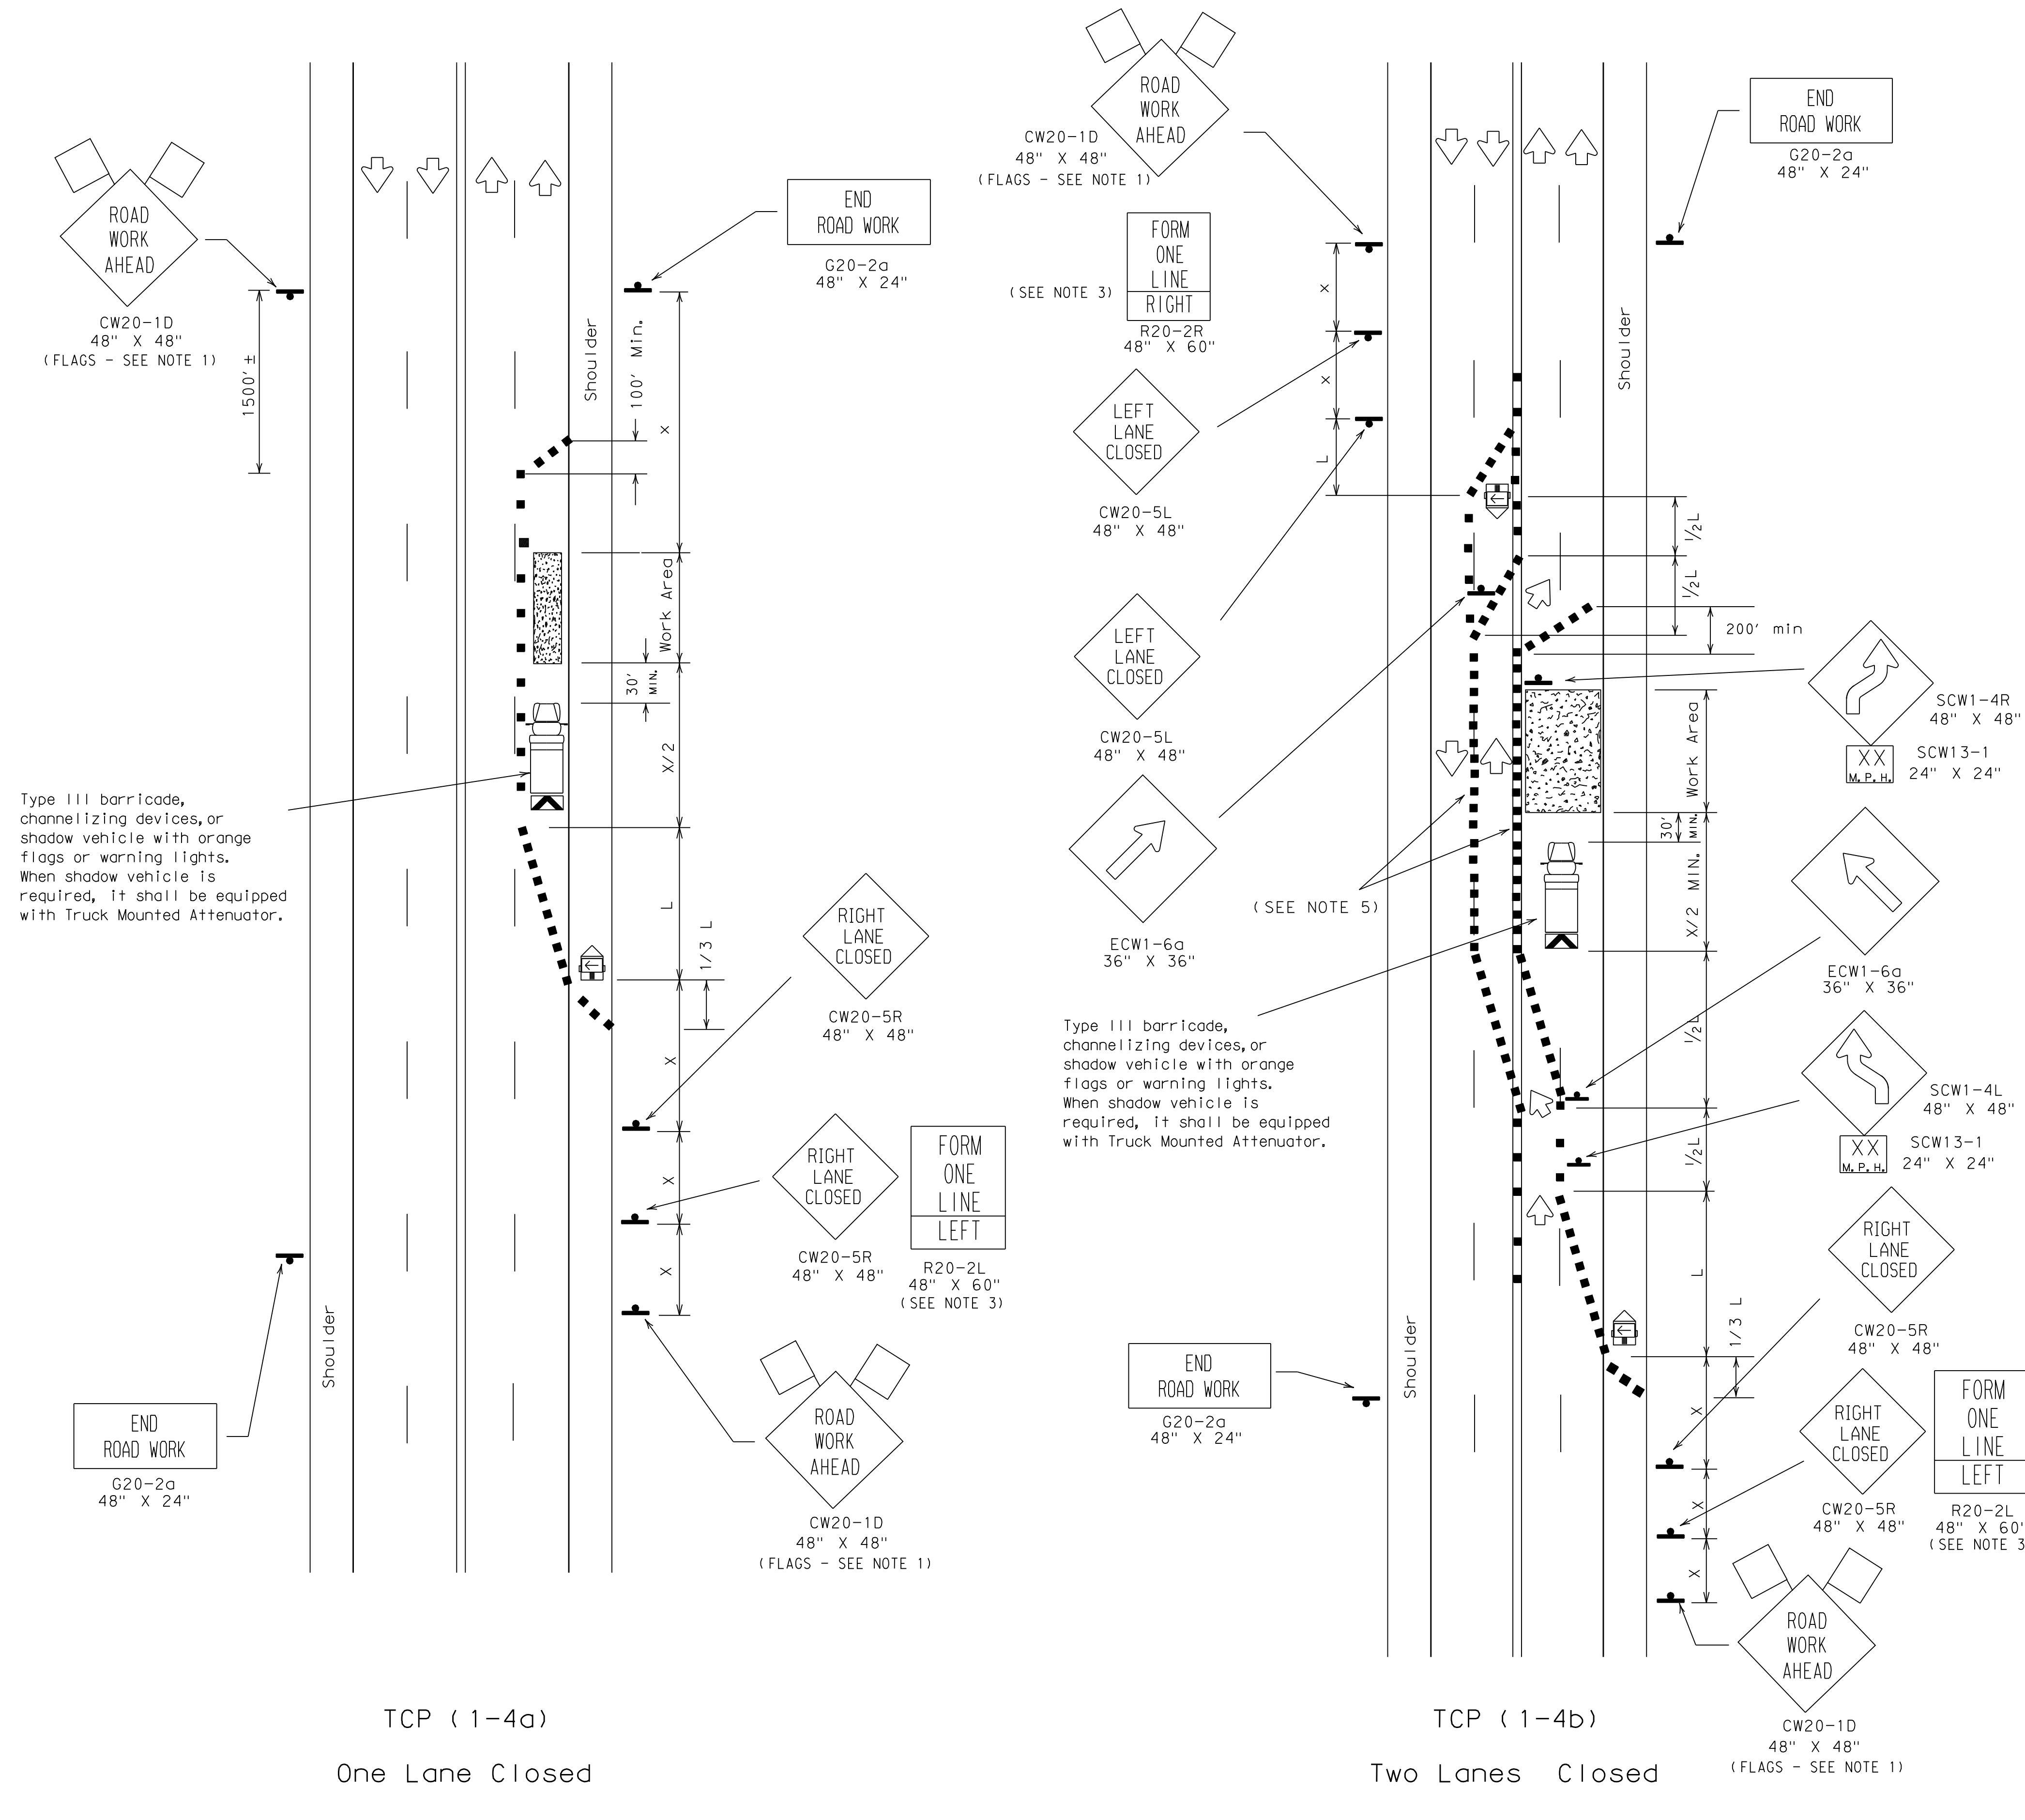 ROAD
WORK
AHEAD
CW20-1D
48" X 48"
(FLAGS - SEE NOTE 1)
1500' ±
END
ROAD WORK
G20-2a
48" X 24"
Shoulder
100' Min.
X
Work Area
30'
MIN.
X/2
Type III barricade,
channelizing devices, or
shadow vehicle with orange
flags or warning lights.
When shadow vehicle is
required, it shall be equipped
with Truck Mounted Attenuator.
L
1/3 L
RIGHT
LANE
CLOSED
CW20-5R
48" X 48"
X
RIGHT
LANE
CLOSED
CW20-5R
48" X 48"
FORM
ONE
LINE
LEFT
R20-2L
48" X 60"
(SEE NOTE 3)
X
X
Shoulder
END
ROAD WORK
G20-2a
48" X 24"
ROAD
WORK
AHEAD
CW20-1D
48" X 48"
(FLAGS - SEE NOTE 1)
TCP (1-4a)
One Lane Closed
ROAD
WORK
AHEAD
CW20-1D
48" X 48"
(FLAGS - SEE NOTE 1)
END
ROAD WORK
G20-2a
48" X 24"
FORM
ONE
LINE
RIGHT
(SEE NOTE 3)
R20-2R
48" X 60"
X
X
L
Shoulder
LEFT
LANE
CLOSED
CW20-5L
48" X 48"
1/2L
1/2L
200' min
LEFT
LANE
CLOSED
CW20-5L
48" X 48"
SCW1-4R
48" X 48"
XX
M.P.H.
SCW13-1
24" X 24"
Work Area
30'
MIN.
X/2 MIN.
ECW1-6a
36" X 36"
(SEE NOTE 5)
ECW1-6a
36" X 36"
Type III barricade,
channelizing devices, or
shadow vehicle with orange
flags or warning lights.
When shadow vehicle is
required, it shall be equipped
with Truck Mounted Attenuator.
1/2L
SCW1-4L
48" X 48"
XX
M.P.H.
SCW13-1
24" X 24"
1/2L
L
1/3 L
RIGHT
LANE
CLOSED
CW20-5R
48" X 48"
X
RIGHT
LANE
CLOSED
CW20-5R
48" X 48"
FORM
ONE
LINE
LEFT
R20-2L
48" X 60"
(SEE NOTE 3
X
X
Shoulder
END
ROAD WORK
G20-2a
48" X 24"
ROAD
WORK
AHEAD
CW20-1D
48" X 48"
(FLAGS - SEE NOTE 1)
TCP (1-4b)
Two Lanes Closed